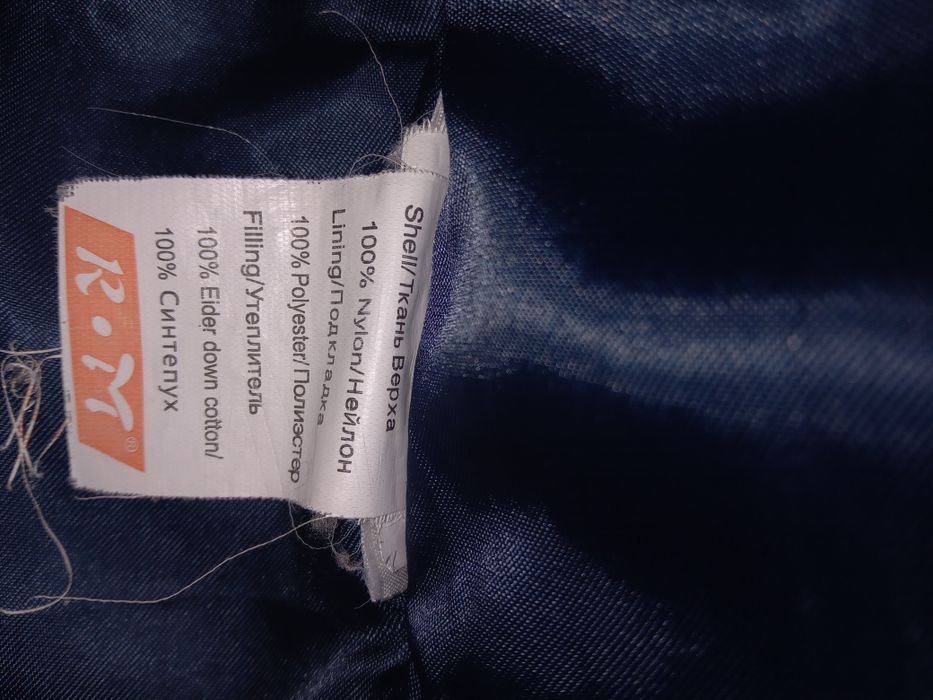 Shell/Ткань Верха
100% Nylon/Нейлон
Lining/Подкладка
100% Polyester/Полиэстер
Filling/Утеплитель
100% Eider down cotton/
100% Синтепух
R.M®